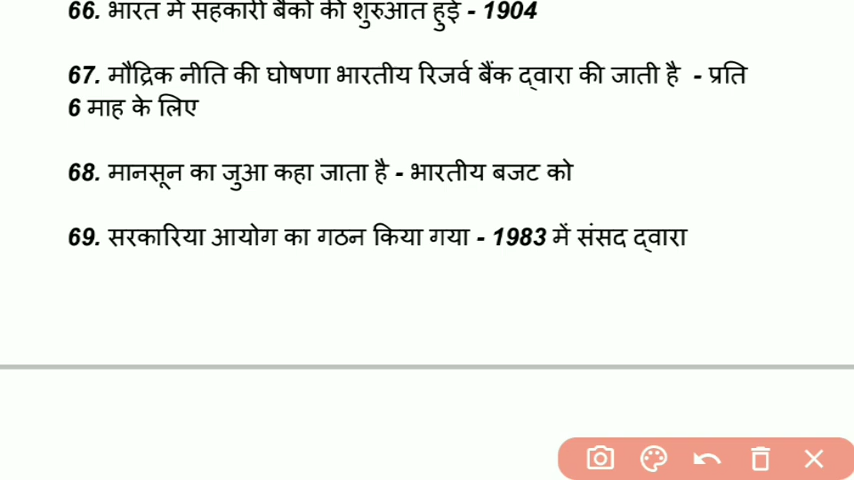 66. भारत में सहकारी बैंको की शुरुआत हुई - 1904
67. मौद्रिक नीति की घोषणा भारतीय रिजर्व बैंक द्वारा की जाती है - प्रति
6 माह के लिए
68. मानसून का जुआ कहा जाता है - भारतीय बजट को
69. सरकारिया आयोग का गठन किया गया - 1983 में संसद द्वारा